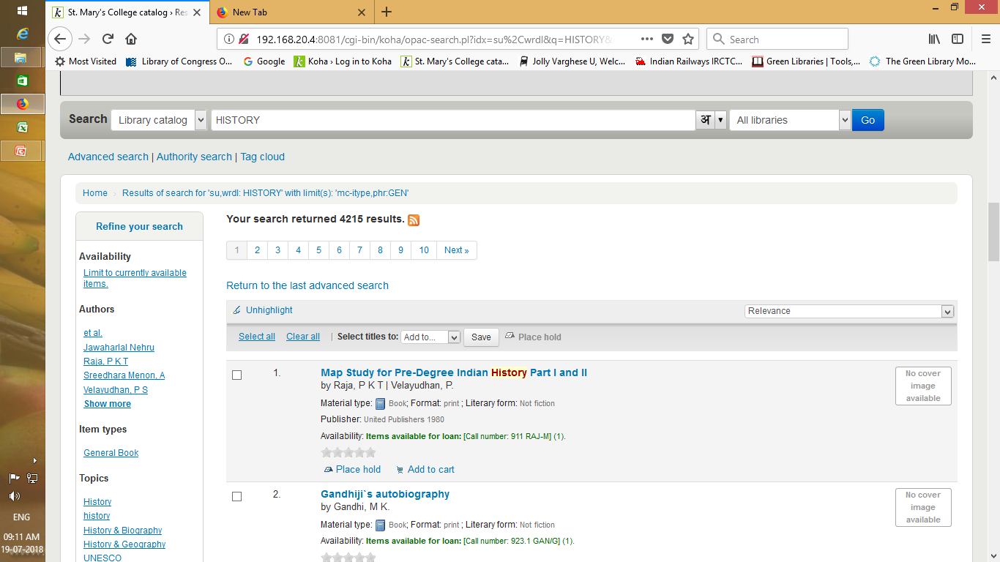 St. Mary's College catalog › Res
New Tab
192.168.20.4:8081/cgi-bin/koha/opac-search.pl?idx=su%2Cwrdl&q=HISTORY&
Search
Most Visited
Library of Congress O...
Google
Koha › Log in to Koha
St. Mary's College cata...
Jolly Varghese U, Welc...
Indian Railways IRCTC...
Green Libraries | Tools,...
The Green Library Mo...
Search
Library catalog
HISTORY
अ
All libraries
Go
Advanced search | Authority search | Tag cloud
Home › Results of search for 'su,wrdl: HISTORY' with limit(s): 'mc-itype,phr:GEN'
Refine your search
Availability
Limit to currently available
items.
Authors
et al.
Jawaharlal Nehru
Raja, P K T
Sreedhara Menon, A
Velayudhan, P S
Show more
Item types
General Book
Topics
History
history
History & Biography
History & Geography
UNESCO
Your search returned 4215 results.
1 2 3 4 5 6 7 8 9 10 Next »
Return to the last advanced search
Unhighlight
Relevance
Select all Clear all | Select titles to: Add to... Save Place hold
1.
Map Study for Pre-Degree Indian History Part I and II
by Raja, P K T | Velayudhan, P.
Material type: Book; Format: print ; Literary form: Not fiction
Publisher: United Publishers 1980
Availability: Items available for loan: [Call number: 911 RAJ-M] (1).
Place hold Add to cart
No cover
image
available
2.
Gandhiji`s autobiography
by Gandhi, M K.
Material type: Book; Format: print ; Literary form: Not fiction
Availability: Items available for loan: [Call number: 923.1 GAN/G] (1).
No cover
image
available
ENG
09:11 AM
19-07-2018